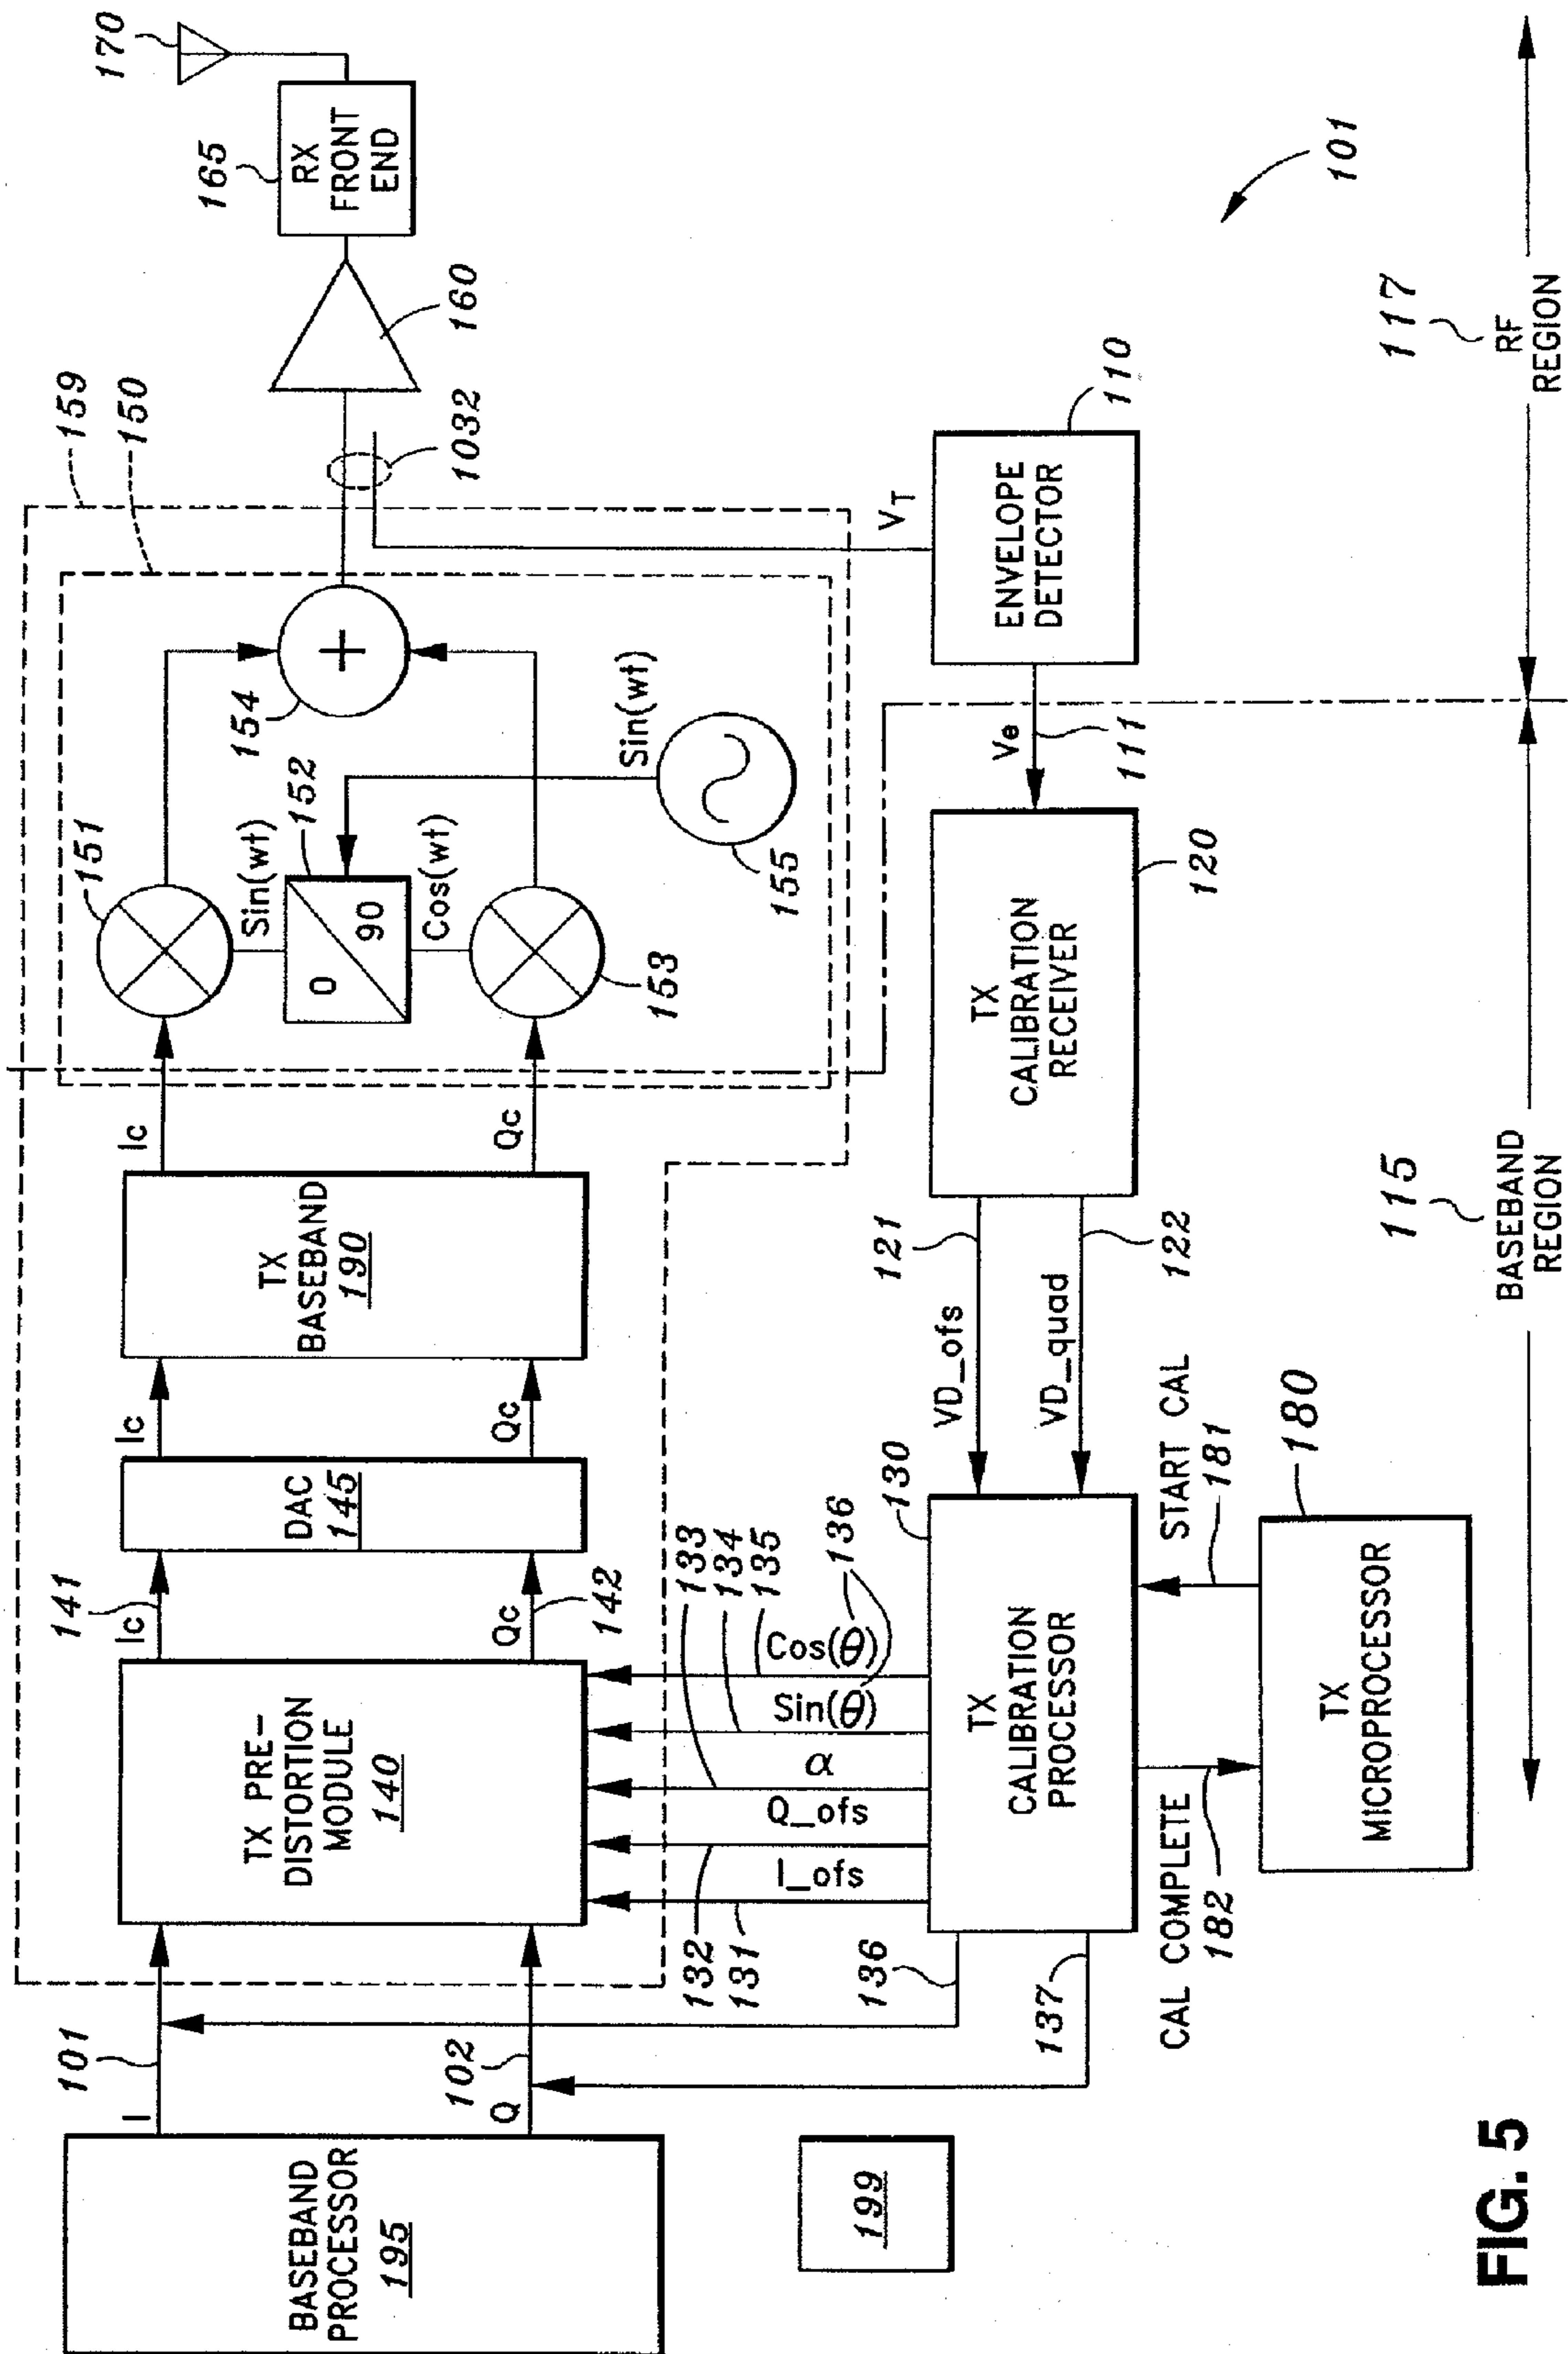 BASEBAND
PROCESSOR
195
I
101
Q
102
TX PRE-
DISTORTION
MODULE
140
Ic
141
Qc
142
DAC
145
Ic
Qc
TX
BASEBAND
190
Ic
Qc
159
150
151
Sin(wt)
0
90
152
Cos(wt)
153
154
Sin(wt)
155
1032
160
RX
FRONT
END
165
170
VT
ENVELOPE
DETECTOR
110
Ve
111
TX
CALIBRATION
RECEIVER
120
VD_ofs
121
VD_quad
122
TX
CALIBRATION
PROCESSOR
130
I_ofs
131
Q_ofs
132
α
133
Sin(θ)
134
Cos(θ)
135
136
136
137
START CAL
181
CAL COMPLETE
182
TX
MICROPROCESSOR
180
199
101
115
BASEBAND
REGION
117
RF
REGION
FIG. 5